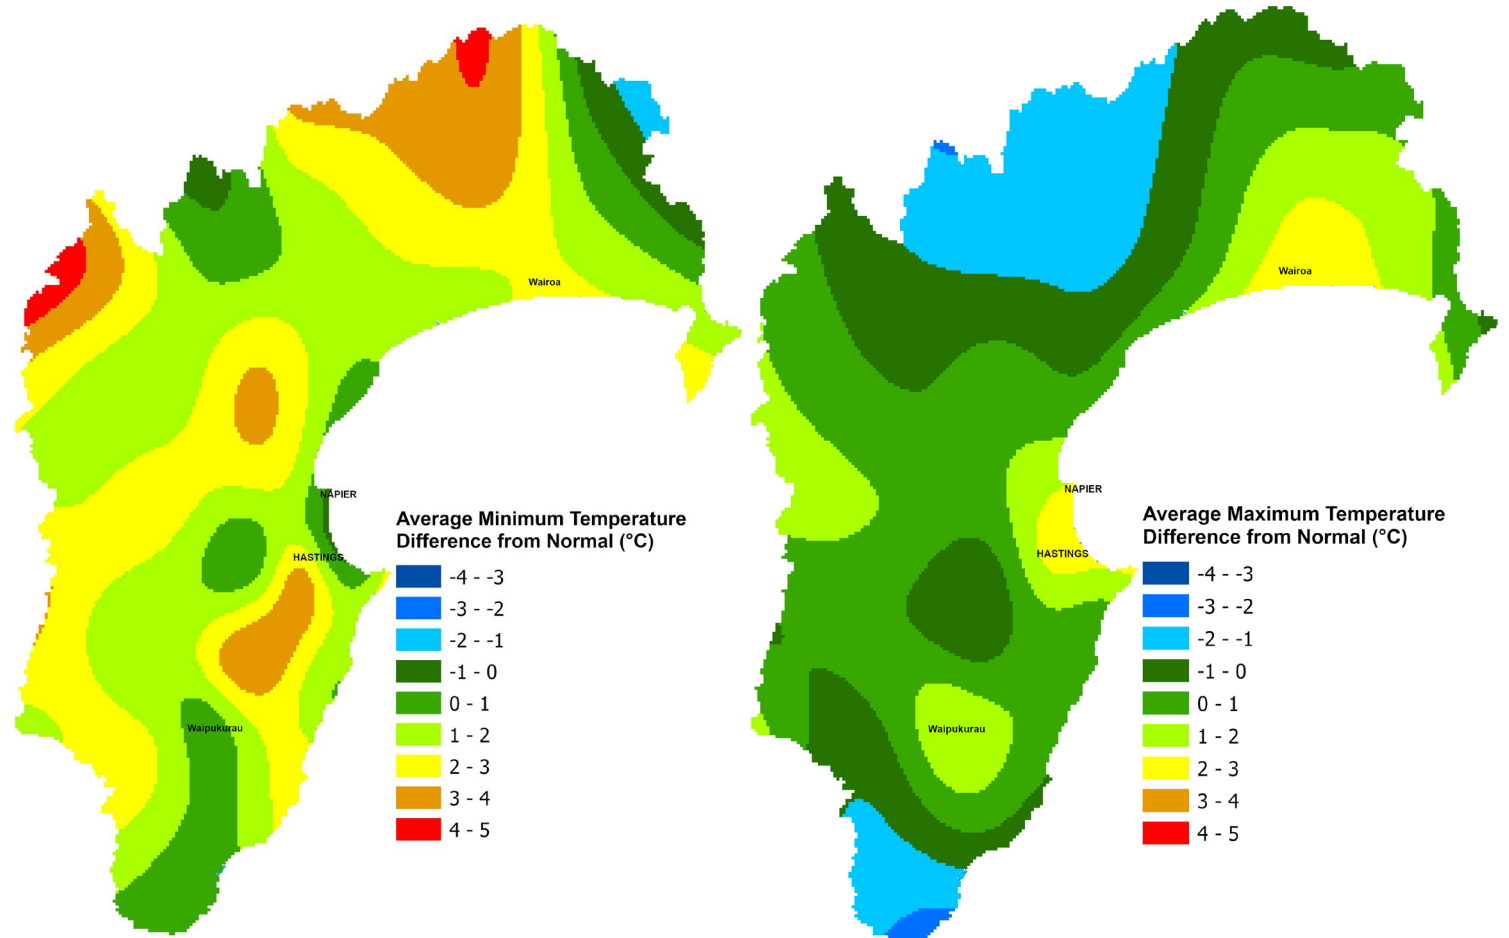 Wairoa
NAPIER
HASTINGS
Waipukurau
Average Minimum Temperature
Difference from Normal (°C)
-4 - -3
-3 - -2
-2 - -1
-1 - 0
0 - 1
1 - 2
2 - 3
3 - 4
4 - 5
Wairoa
NAPIER
HASTINGS
Waipukurau
Average Maximum Temperature
Difference from Normal (°C)
-4 - -3
-3 - -2
-2 - -1
-1 - 0
0 - 1
1 - 2
2 - 3
3 - 4
4 - 5